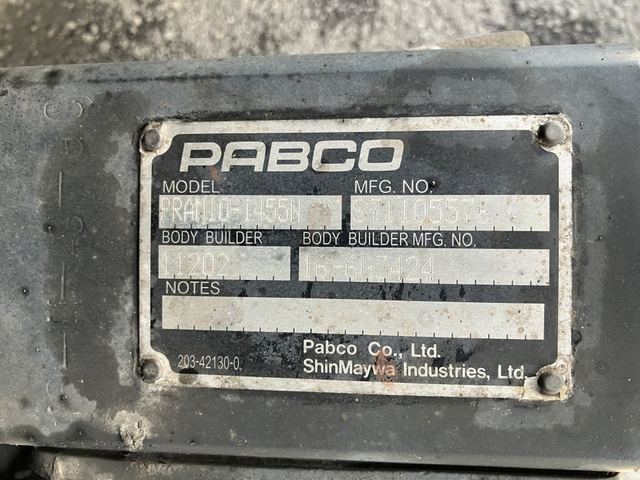 PABCO
MODEL MFG. NO.
PRAM10-1455N
BODY BUILDER BODY BUILDER MFG. NO.
11202
NOTES
203-42130-0
Pabco Co., Ltd.
ShinMaywa Industries, Ltd.